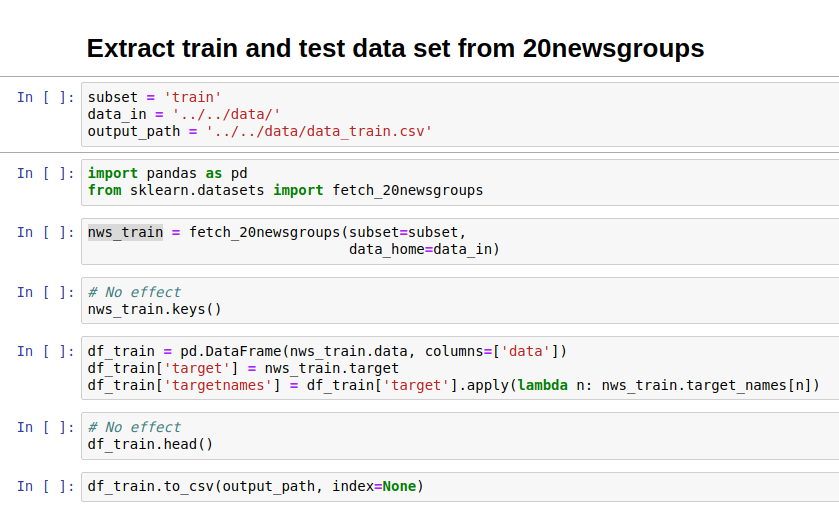 Extract train and test data set from 20newsgroups
In [ ]: subset = 'train'
data_in = '../../data/'
output_path = '../../data/data_train.csv'
In [ ]: import pandas as pd
from sklearn.datasets import fetch_20newsgroups
In [ ]: nws_train = fetch_20newsgroups(subset=subset,
data_home=data_in)
In [ ]: # No effect
nws_train.keys()
In [ ]: df_train = pd.DataFrame(nws_train.data, columns=['data'])
df_train['target'] = nws_train.target
df_train['targetnames'] = df_train['target'].apply(lambda n: nws_train.target_names[n])
In [ ]: # No effect
df_train.head()
In [ ]: df_train.to_csv(output_path, index=None)